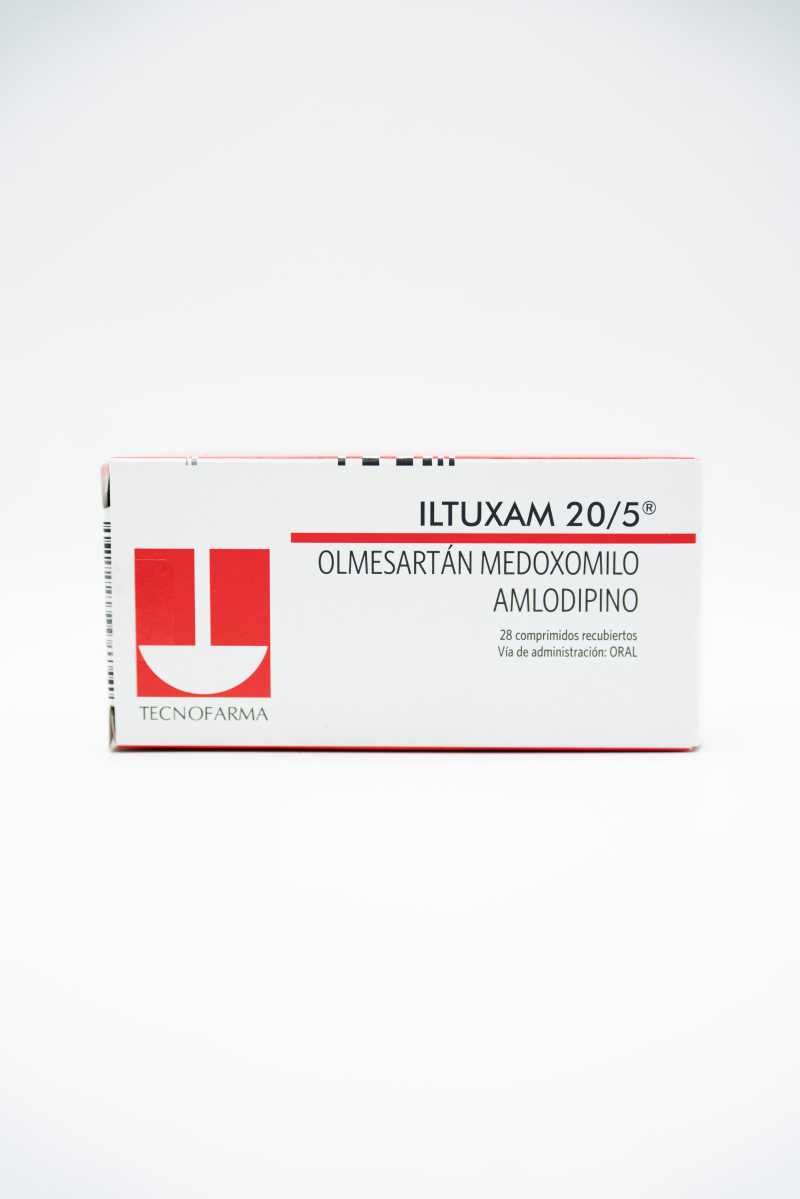 ILTUXAM 20/5®
OLMESARTÁN MEDOXOMILO
AMLODIPINO
28 comprimidos recubiertos
Vía de administración: ORAL
TECNOFARMA